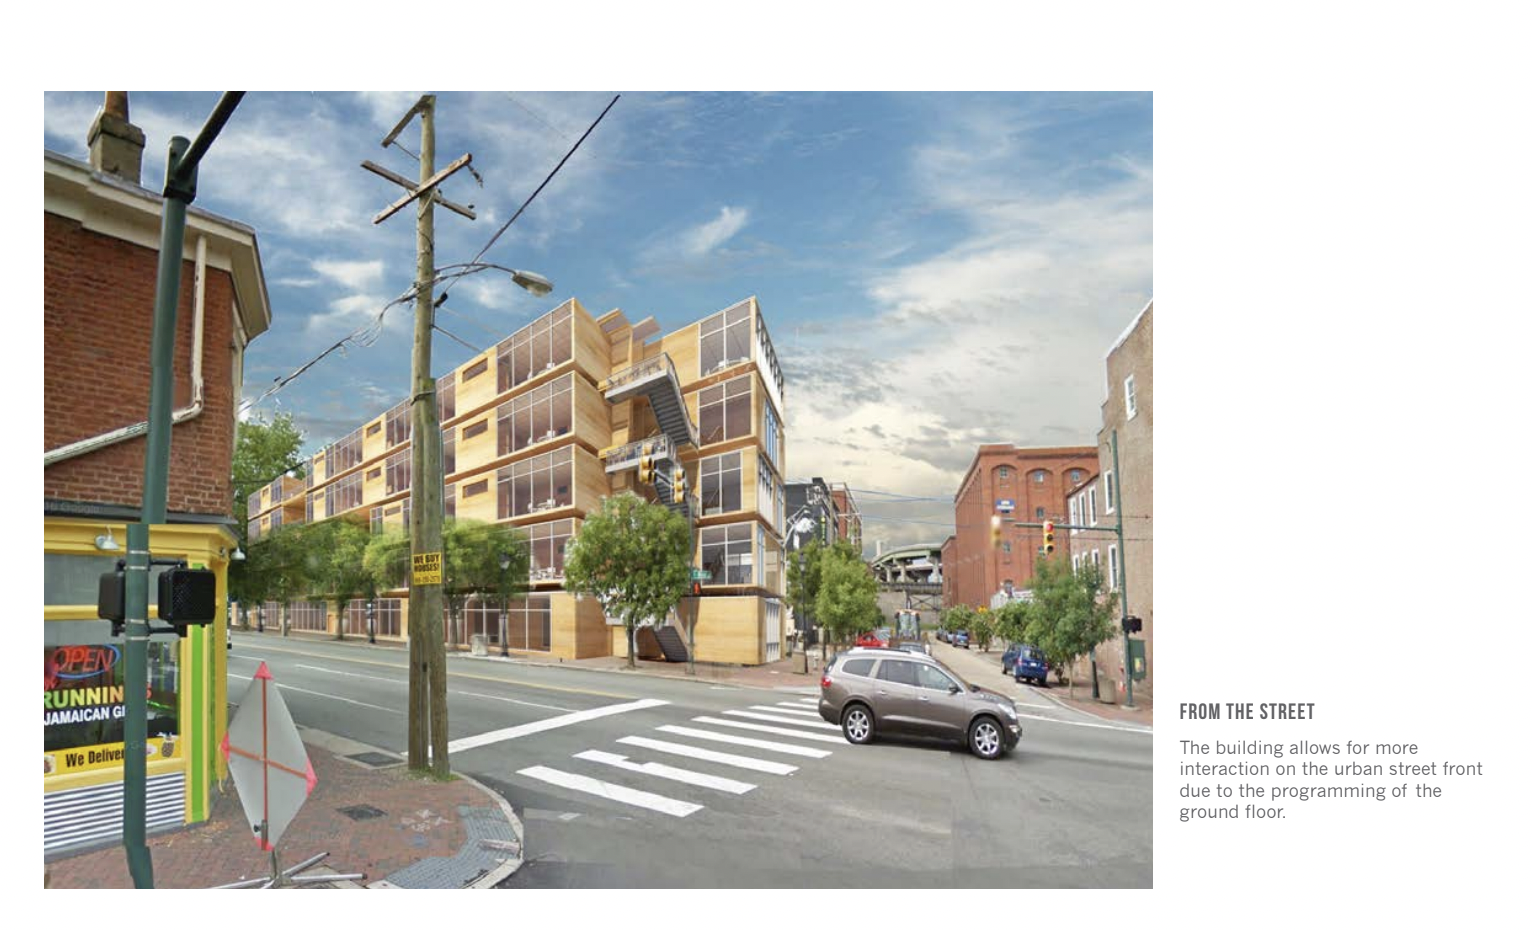 WE BUY
HOUSES!
OPEN
RUNNIN
JAMAICAN GI
We Deliver
FROM THE STREET
The building allows for more
interaction on the urban street front
due to the programming of the
ground floor.